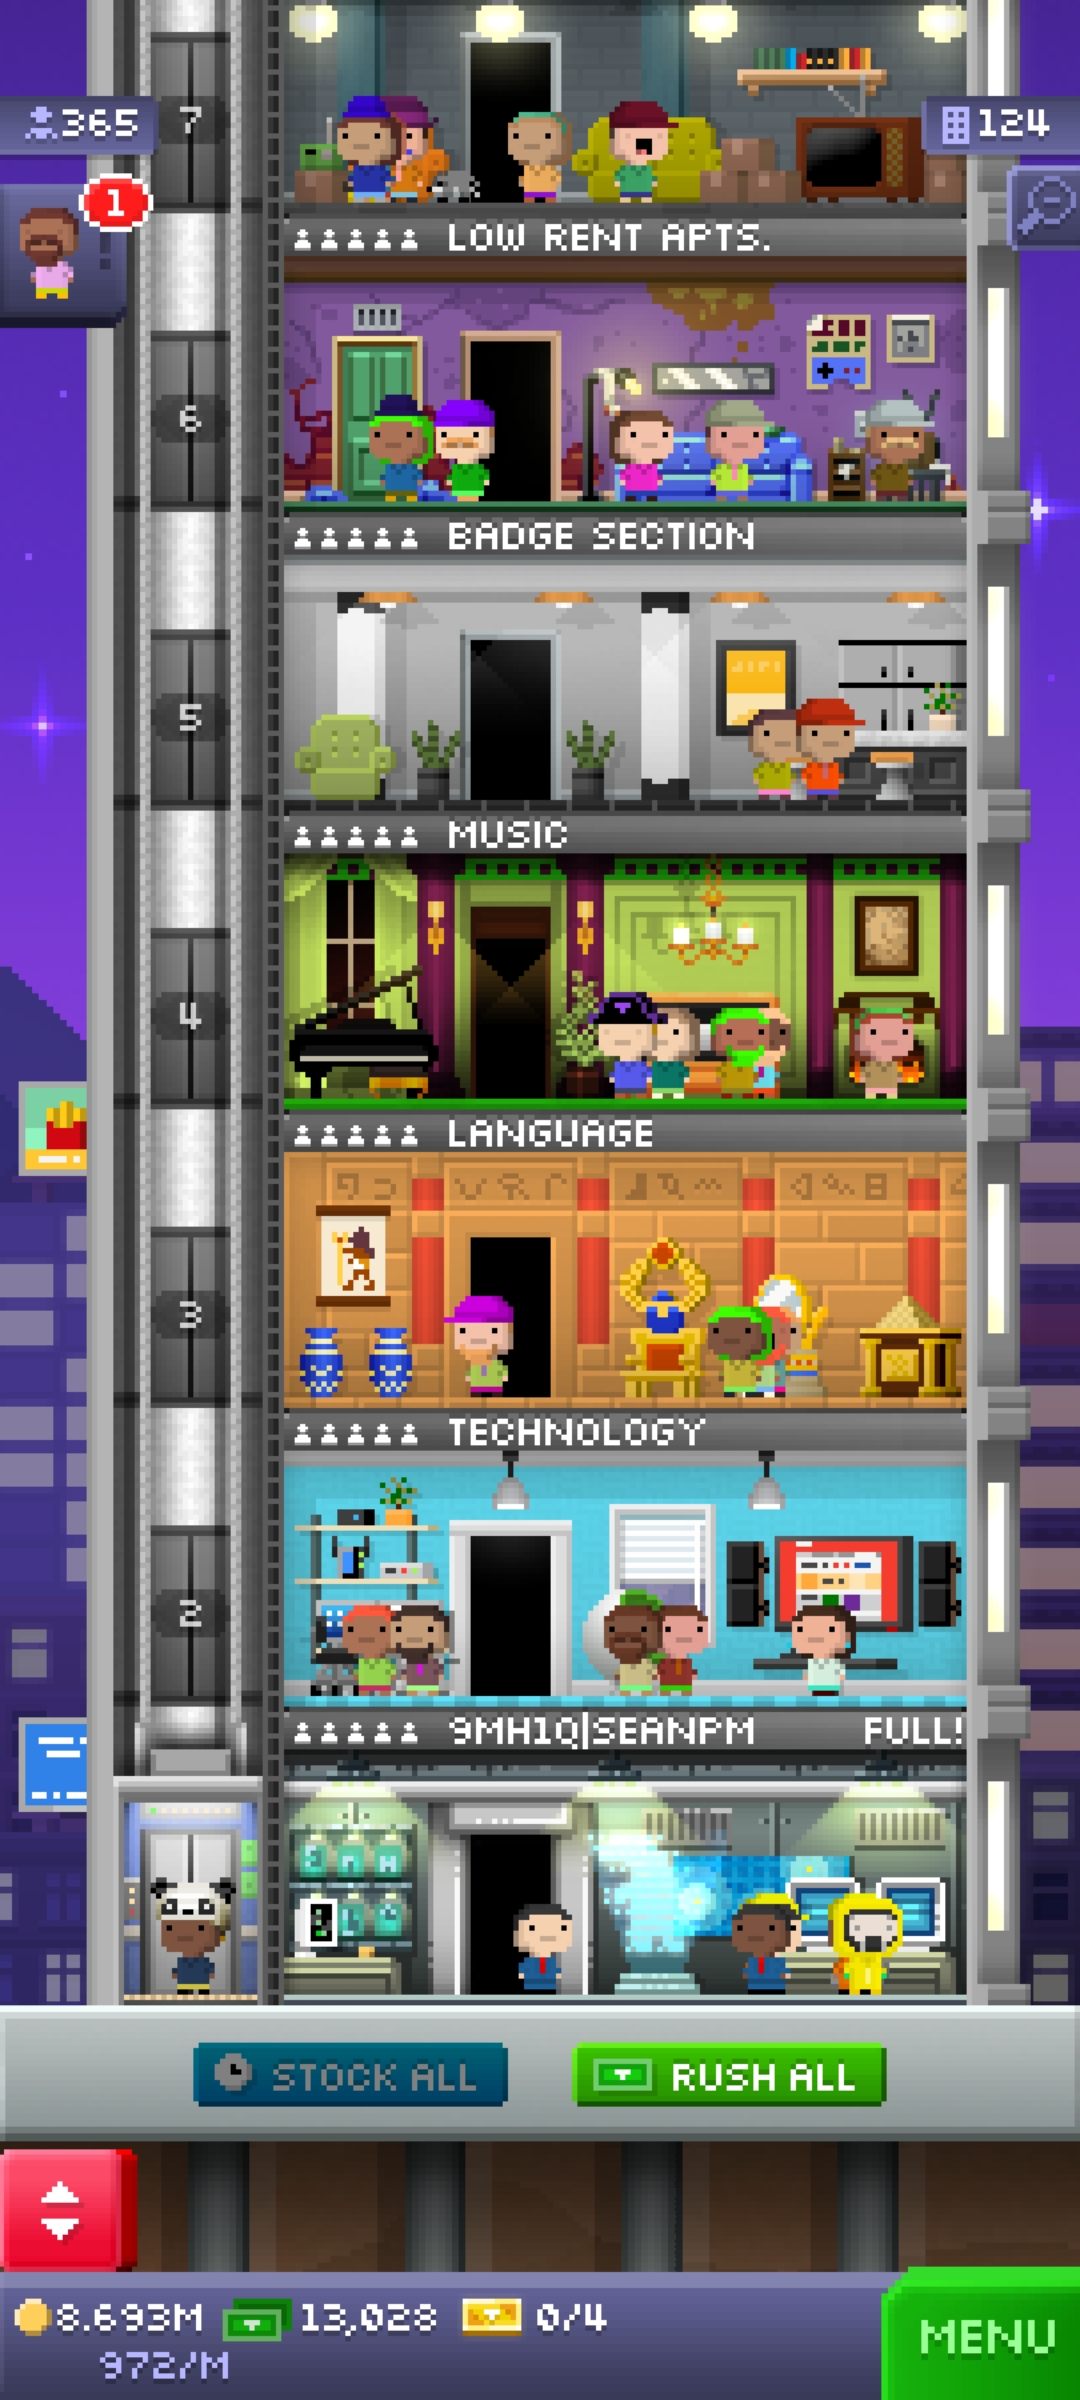 7
365
124
1
LOW RENT APTS.
6
BADGE SECTION
5
MUSIC
4
LANGUAGE
3
TECHNOLOGY
2
9MH1Q|SEANPM FULL!
STOCK ALL
RUSH ALL
8.693M 13,028 0/4
972/M
MENU